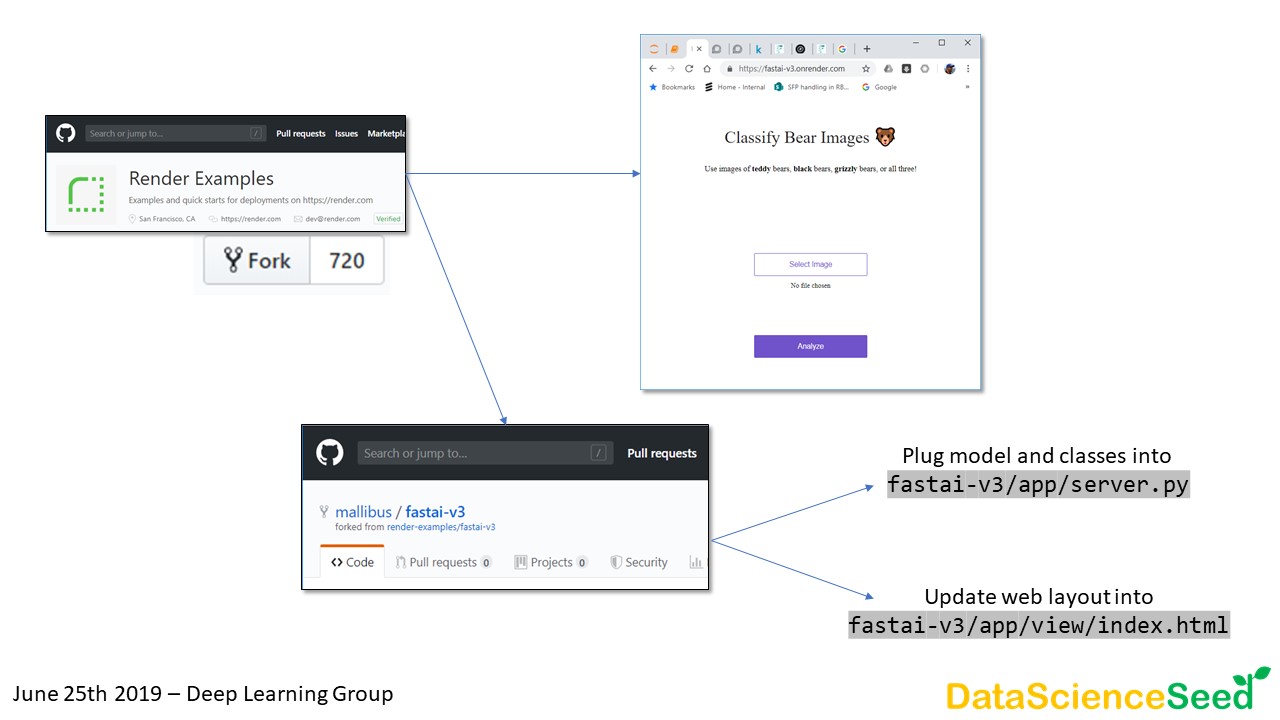 Search or jump to... /
Pull requests Issues Marketpla
Render Examples
Examples and quick starts for deployments on https://render.com
San Francisco, CA https://render.com dev@render.com Verified
Fork 720
https://fastai-v3.onrender.com
Bookmarks Home - Internal SFP handling in RB... Google »
Classify Bear Images
Use images of teddy bears, black bears, grizzly bears, or all three!
Select Image
No file chosen
Analyze
Search or jump to... /
Pull requests
mallibus / fastai-v3
forked from render-examples/fastai-v3
<> Code Pull requests 0 Projects 0 Security
Plug model and classes into
fastai-v3/app/server.py
Update web layout into
fastai-v3/app/view/index.html
June 25th 2019 – Deep Learning Group
DataScienceSeed